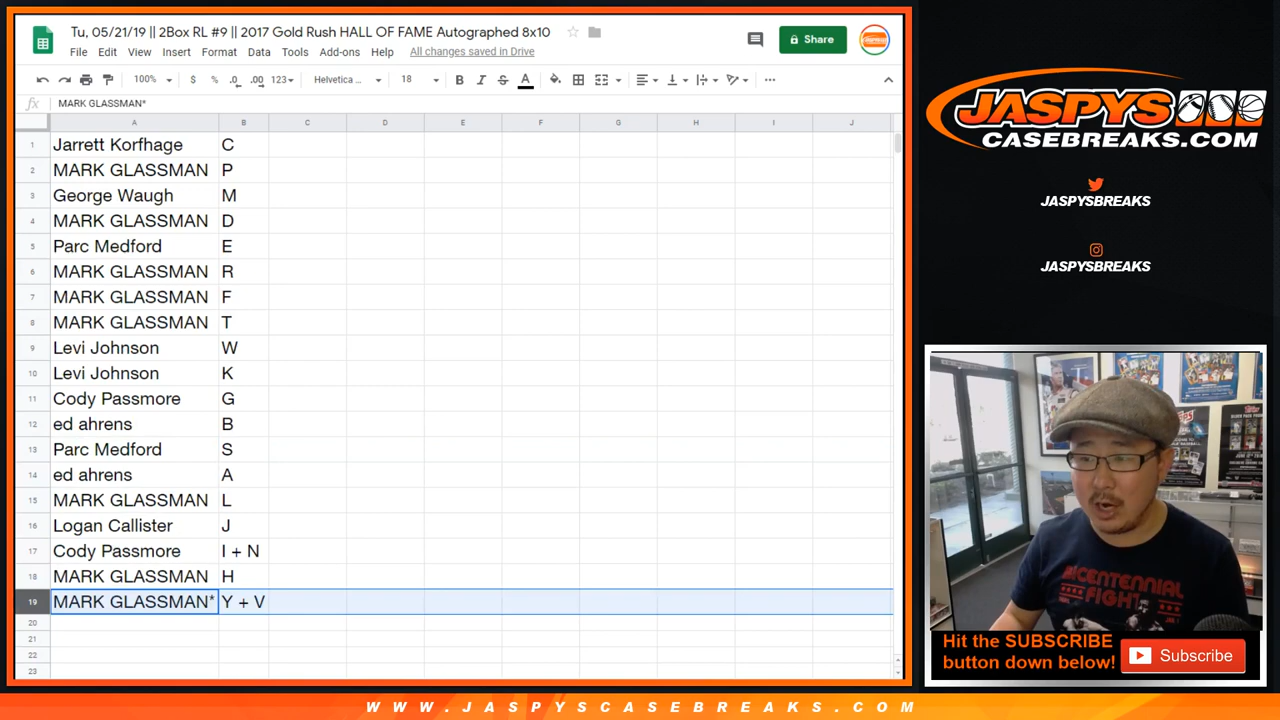 Tu, 05/21/19 || 2Box RL #9 || 2017 Gold Rush HALL OF FAME Autographed 8x10
File Edit View Insert Format Data Tools Add-ons Help All changes saved in Drive
Share
100% $ % .0 .00 123 Helvetica ... 18 B I S A
fx MARK GLASSMAN*
A B C D E F G H I J
1 Jarrett Korfhage C
2 MARK GLASSMAN P
3 George Waugh M
4 MARK GLASSMAN D
5 Parc Medford E
6 MARK GLASSMAN R
7 MARK GLASSMAN F
8 MARK GLASSMAN T
9 Levi Johnson W
10 Levi Johnson K
11 Cody Passmore G
12 ed ahrens B
13 Parc Medford S
14 ed ahrens A
15 MARK GLASSMAN L
16 Logan Callister J
17 Cody Passmore I + N
18 MARK GLASSMAN H
19 MARK GLASSMAN* Y + V
20
21
22
23
JASPYS
CASEBREAKS.COM
JASPYSBREAKS
JASPYSBREAKS
BICENTENNIAL
FIGHT
Hit the SUBSCRIBE
button down below!
Subscribe
WWW.JASPYSCASEBREAKS.COM